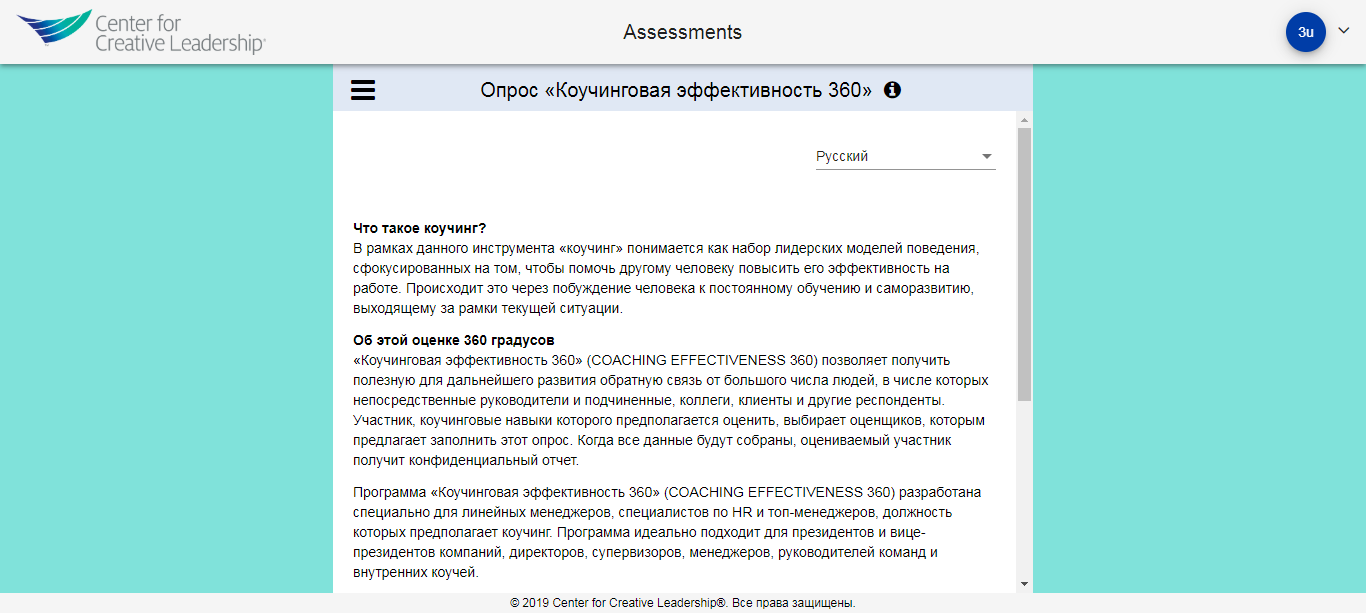 Center for
Creative Leadership®
Assessments
3u
Опрос «Коучинговая эффективность 360»
Русский
Что такое коучинг?
В рамках данного инструмента «коучинг» понимается как набор лидерских моделей поведения,
сфокусированных на том, чтобы помочь другому человеку повысить его эффективность на
работе. Происходит это через побуждение человека к постоянному обучению и саморазвитию,
выходящему за рамки текущей ситуации.
Об этой оценке 360 градусов
«Коучинговая эффективность 360» (COACHING EFFECTIVENESS 360) позволяет получить
полезную для дальнейшего развития обратную связь от большого числа людей, в числе которых
непосредственные руководители и подчиненные, коллеги, клиенты и другие респонденты.
Участник, коучинговые навыки которого предполагается оценить, выбирает оценщиков, которым
предлагает заполнить этот опрос. Когда все данные будут собраны, оцениваемый участник
получит конфиденциальный отчет.
Программа «Коучинговая эффективность 360» (COACHING EFFECTIVENESS 360) разработана
специально для линейных менеджеров, специалистов по HR и топ-менеджеров, должность
которых предполагает коучинг. Программа идеально подходит для президентов и вице-
президентов компаний, директоров, супервизоров, менеджеров, руководителей команд и
внутренних коучей.
© 2019 Center for Creative Leadership®. Все права защищены.